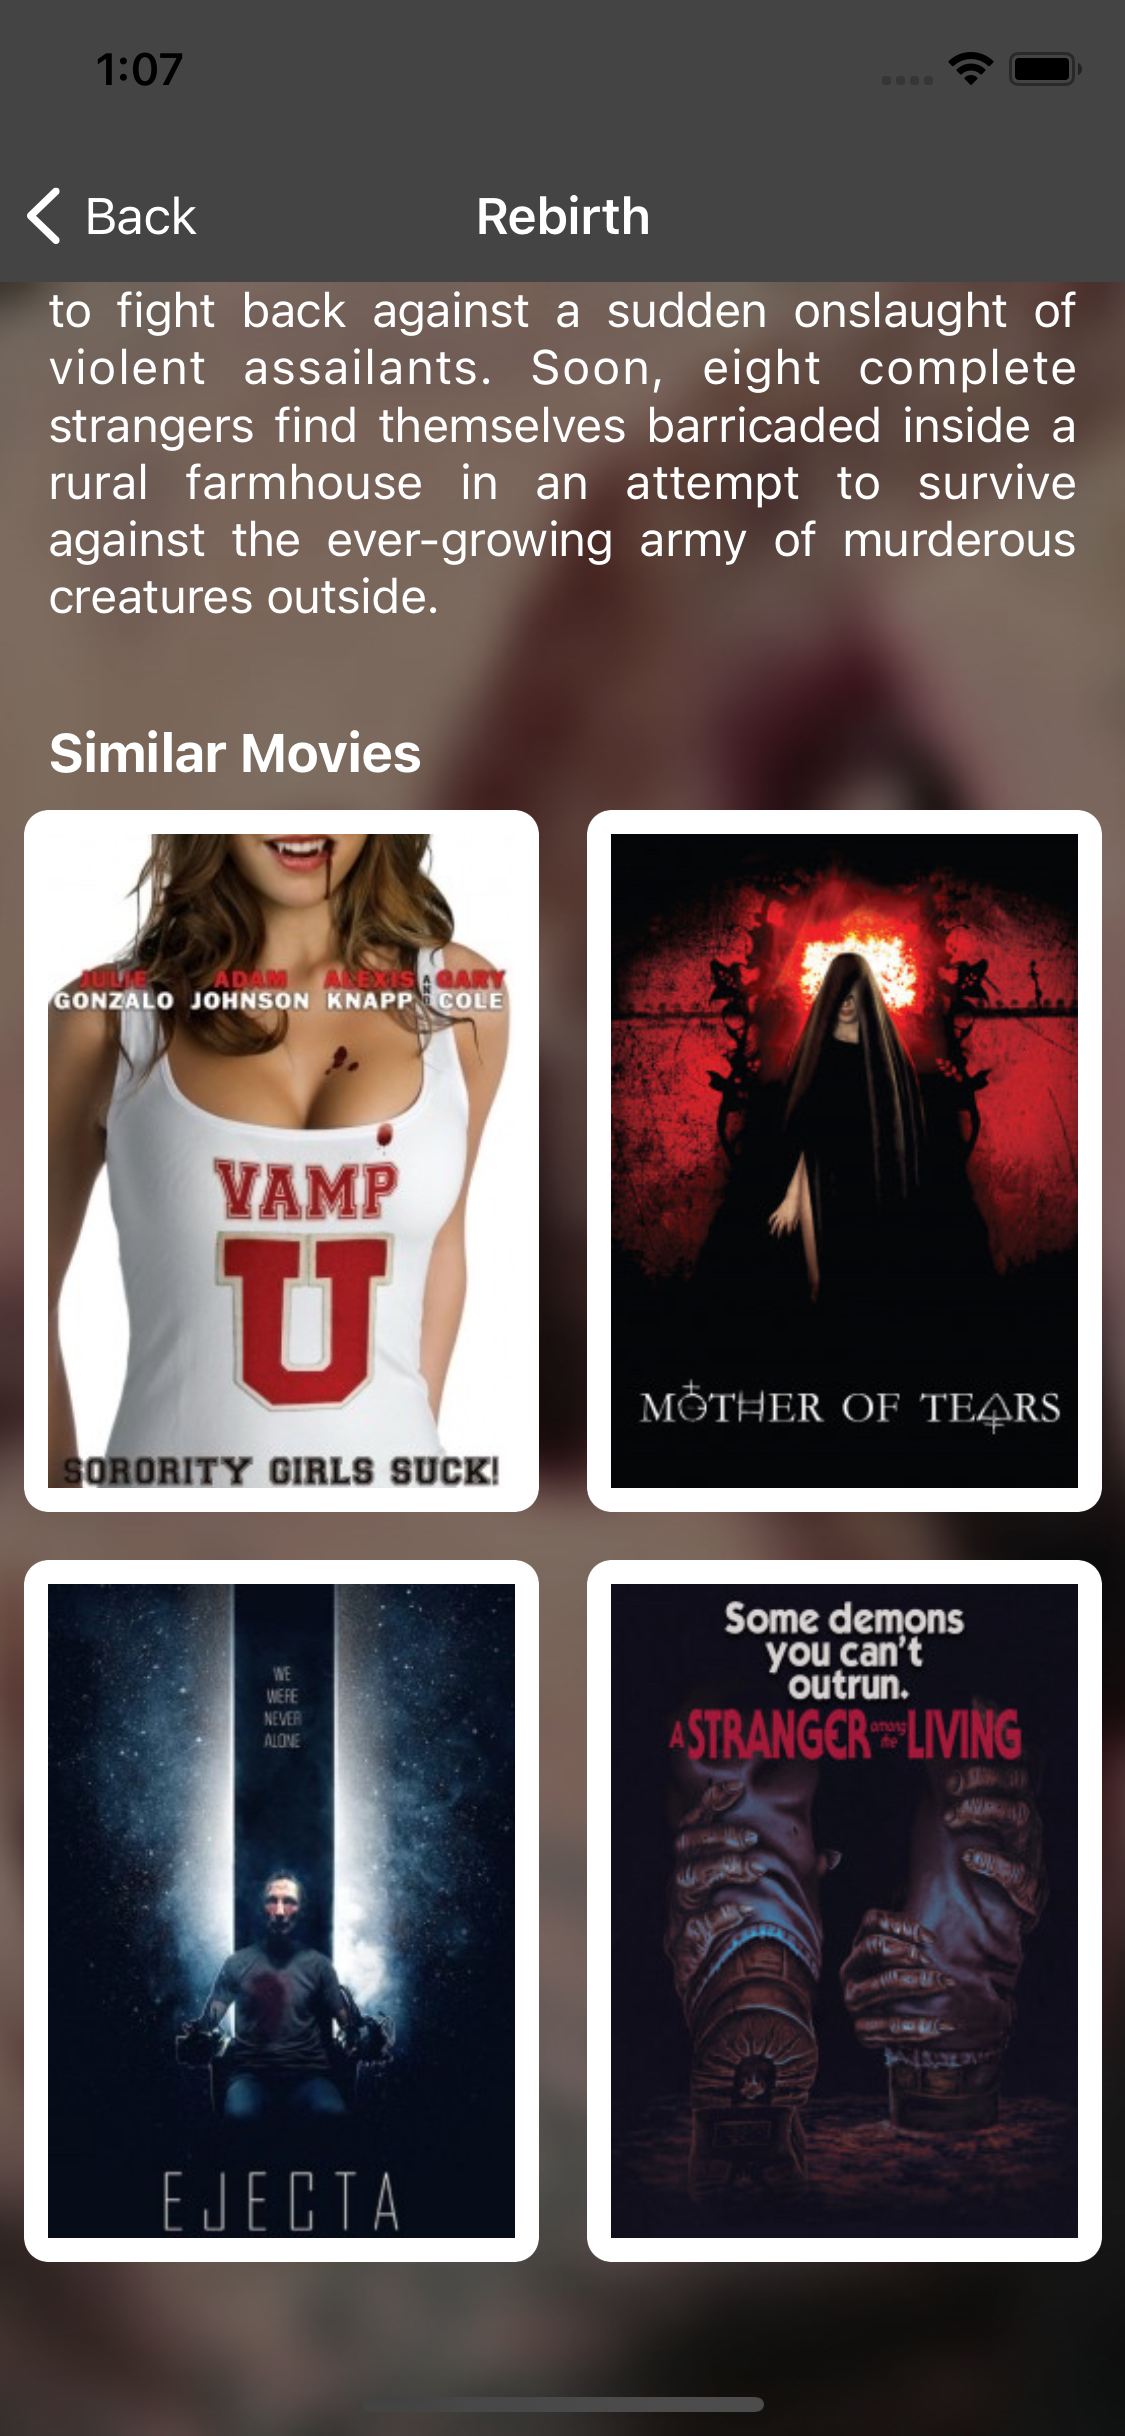 1:07
Back
Rebirth
to fight back against a sudden onslaught of
violent assailants. Soon, eight complete
strangers find themselves barricaded inside a
rural farmhouse in an attempt to survive
against the ever-growing army of murderous
creatures outside.
Similar Movies
JULIE ADAM ALEXIS AND GARY
GONZALO JOHNSON KNAPP COLE
VAMP
U
SORORITY GIRLS SUCK!
MOTHER OF TEARS
WE
WERE
NEVER
ALONE
EJECTA
Some demons
you can't
outrun.
A STRANGER among the LIVING